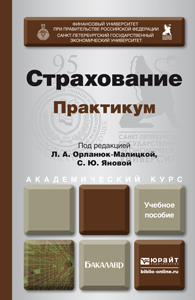 ФИНАНСОВЫЙ УНИВЕРСИТЕТ
ПРИ ПРАВИТЕЛЬСТВЕ РОССИЙСКОЙ ФЕДЕРАЦИИ
САНКТ-ПЕТЕРБУРГСКИЙ ГОСУДАРСТВЕННЫЙ
ЭКОНОМИЧЕСКИЙ УНИВЕРСИТЕТ
95
Страхование
Практикум
Под редакцией
Л. А. Орланюк-Малицкой,
С. Ю. Яновой
АКАДЕМИЧЕСКИЙ КУРС
Учебное
пособие
БАКАЛАВР
юрайт
biblio-online.ru